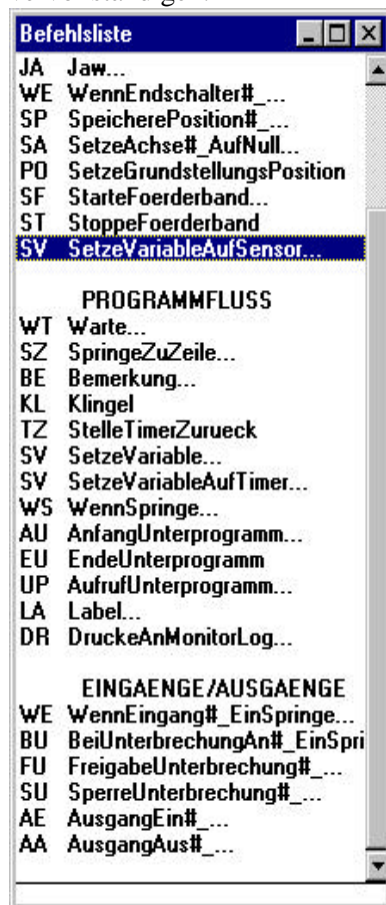 Befehlsliste
JA Jaw...
WE WennEndschalter#_...
SP SpeicherePosition#_...
SA SetzeAchse#_AufNull...
PO SetzeGrundstellungsPosition
SF StarteFoerderband...
ST StoppeFoerderband
SV SetzeVariableAufSensor...
PROGRAMMFLUSS
WT Warte...
SZ SpringeZuZeile...
BE Bemerkung...
KL Klingel
TZ StelleTimerZurueck
SV SetzeVariable...
SV SetzeVariableAufTimer...
WS WennSpringe...
AU AnfangUnterprogramm...
EU EndeUnterprogramm
UP AufrufUnterprogramm...
LA Label...
DR DruckeAnMonitorLog...
EINGAENGE/AUSGAENGE
WE WennEingang#_EinSpringe...
BU BeiUnterbrechungAn#_EinSpri
FU FreigabeUnterbrechung#_...
SU SperreUnterbrechung#_...
AE AusgangEin#_...
AA AusgangAus#_...